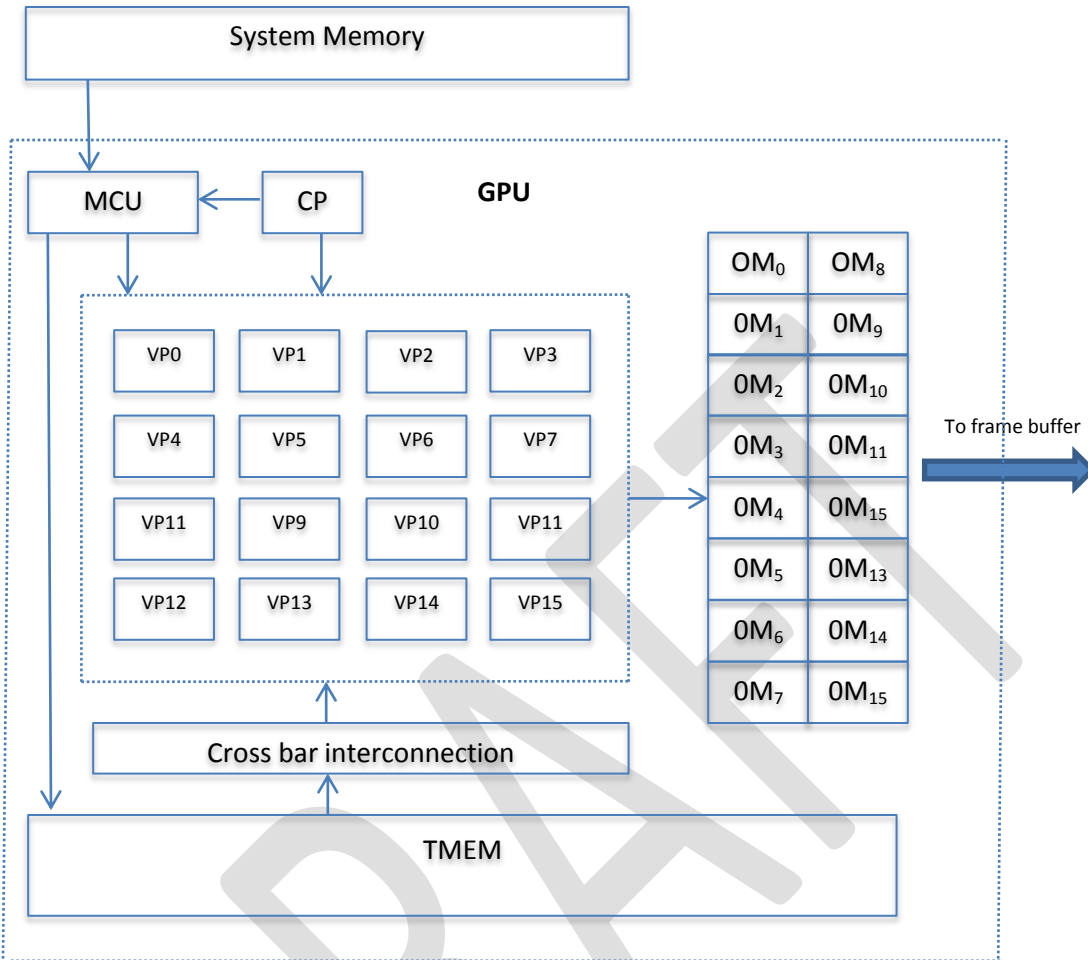 System Memory
GPU
MCU
CP
OM₀ OM₈
0M₁ 0M₉
0M₂ 0M₁₀
0M₃ 0M₁₁
0M₄ 0M₁₅
0M₅ 0M₁₃
0M₆ 0M₁₄
0M₇ 0M₁₅
VP0 VP1 VP2 VP3
VP4 VP5 VP6 VP7
VP11 VP9 VP10 VP11
VP12 VP13 VP14 VP15
To frame buffer
Cross bar interconnection
TMEM
DRAFT